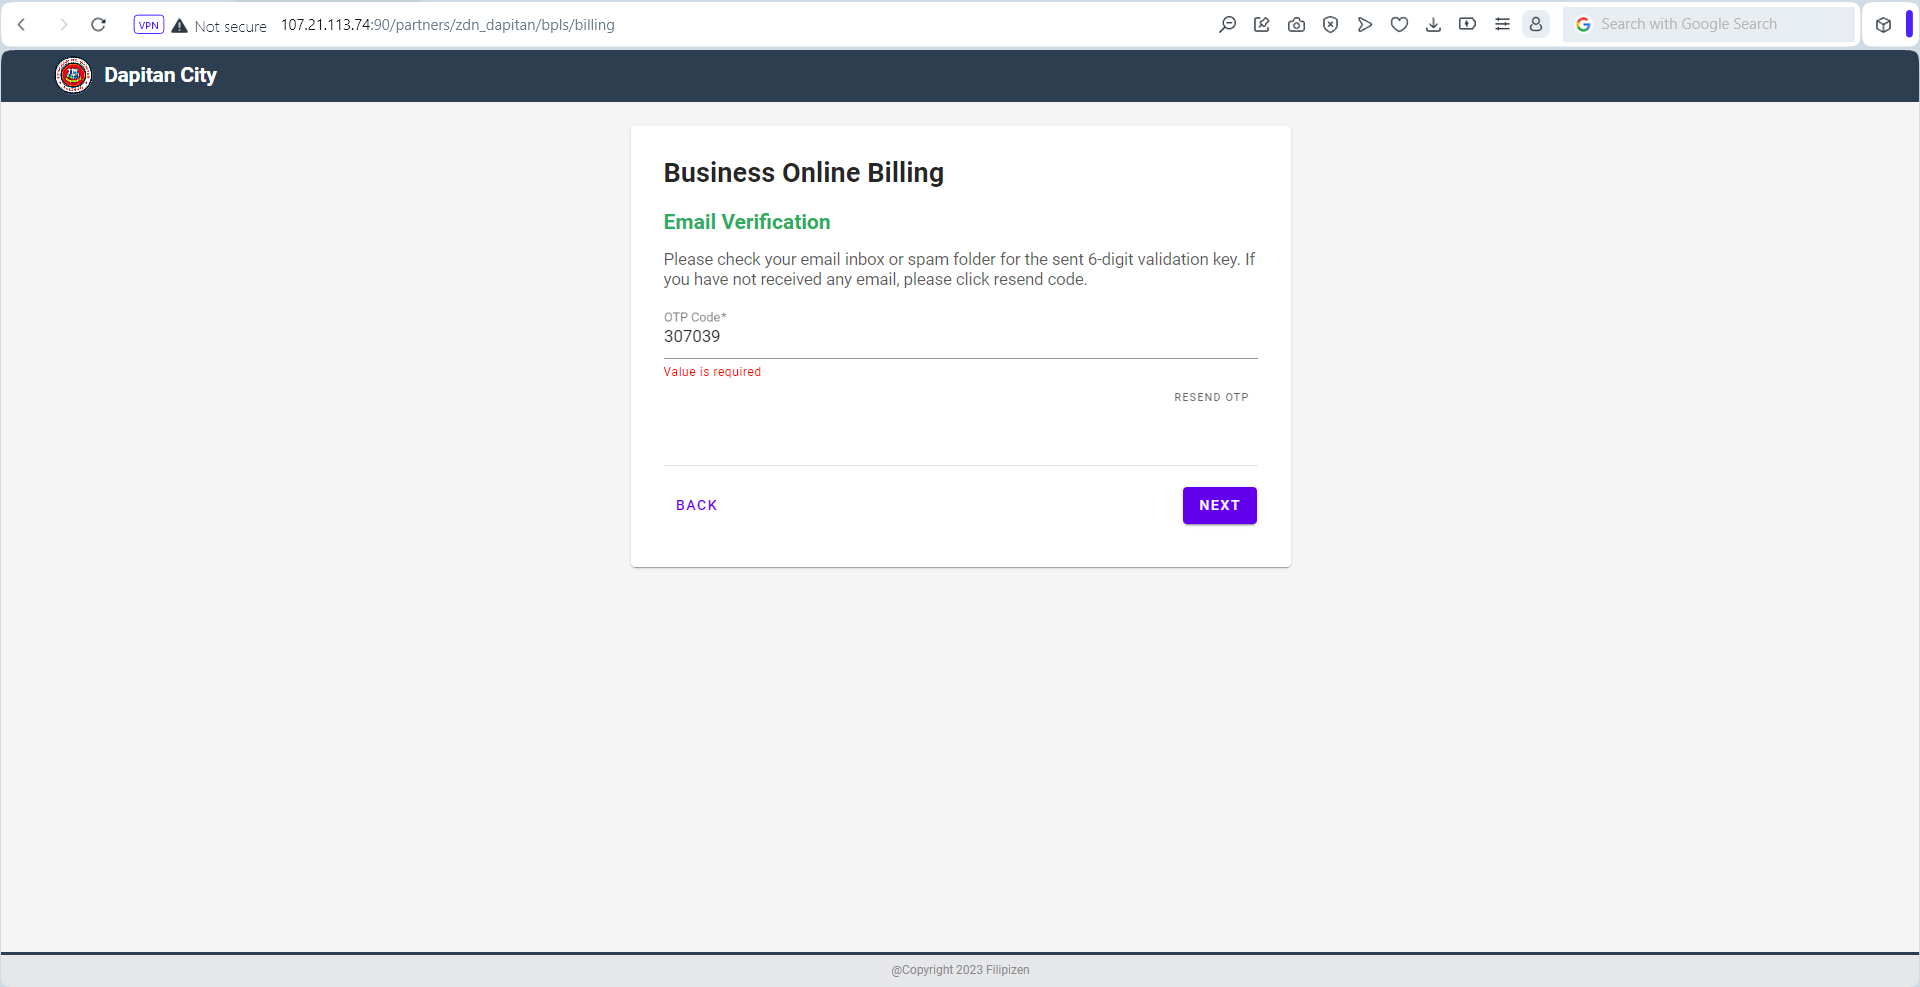 VPN Not secure 107.21.113.74:90/partners/zdn_dapitan/bpls/billing Search with Google Search
Dapitan City
Business Online Billing
Email Verification
Please check your email inbox or spam folder for the sent 6-digit validation key. If
you have not received any email, please click resend code.
OTP Code*
307039
Value is required
RESEND OTP
BACK NEXT
@Copyright 2023 Filipizen